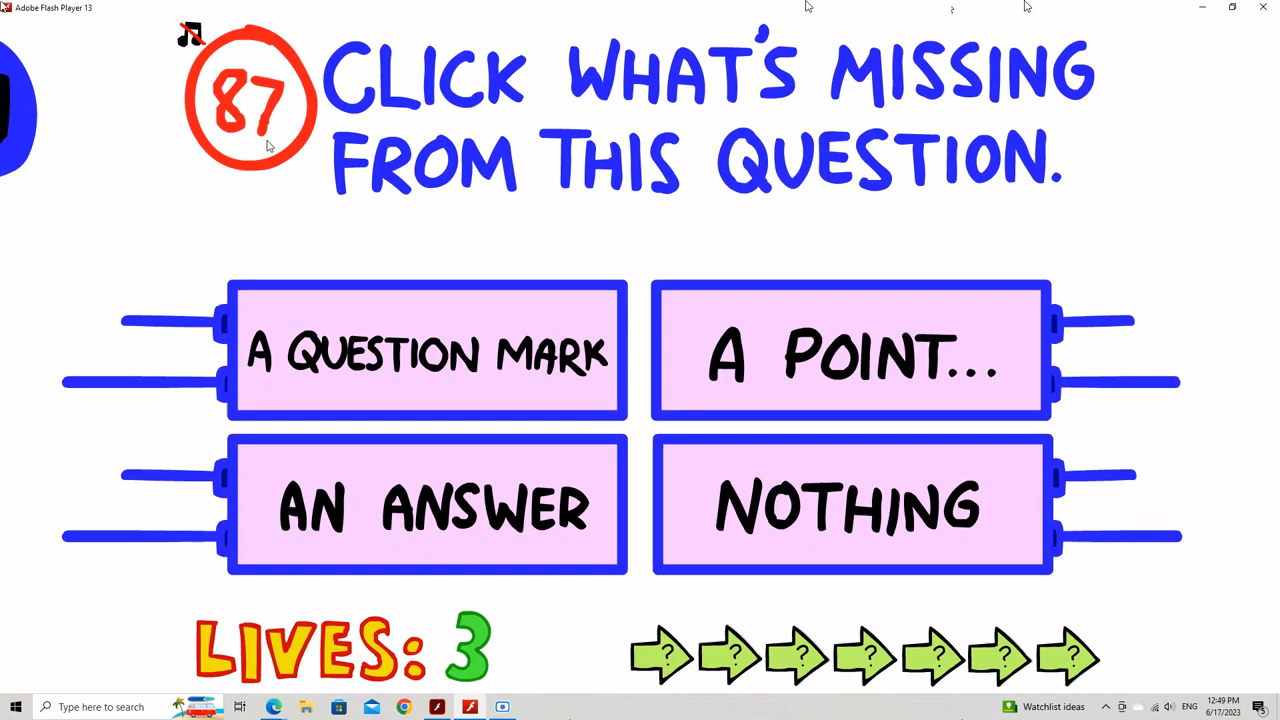 Adobe Flash Player 13
87
CLICK WHAT'S MISSING
FROM THIS QUESTION.
A QUESTION MARK
A POINT...
AN ANSWER
NOTHING
LIVES: 3
? ? ? ? ? ? ?
Type here to search
Watchlist ideas
ENG
12:49 PM
6/17/2023